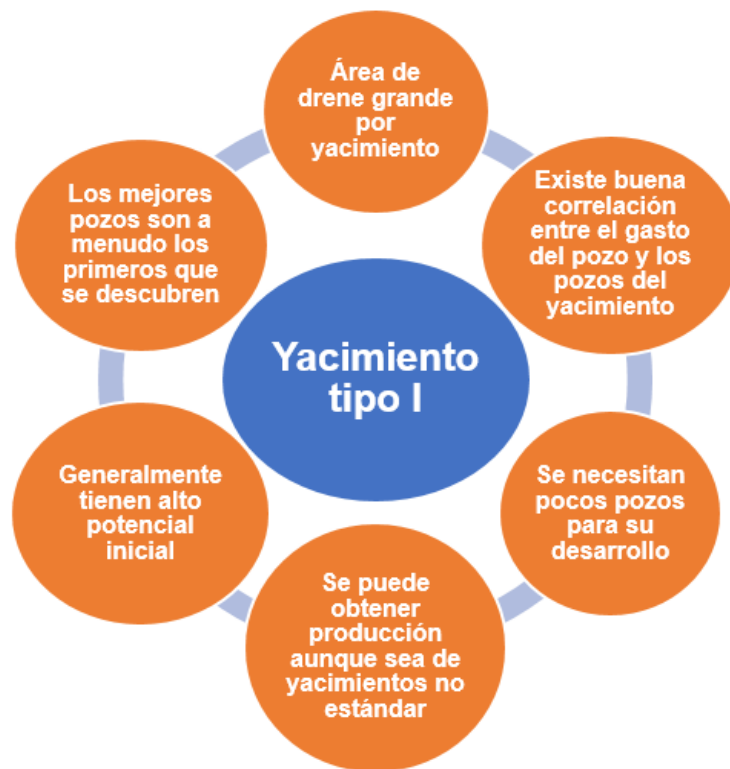 Área de
drene grande
por
yacimiento
Existe buena
correlación
entre el gasto
del pozo y los
pozos del
yacimiento
Se necesitan
pocos pozos
para su
desarrollo
Se puede
obtener
producción
aunque sea de
yacimientos no
estándar
Generalmente
tienen alto
potencial
inicial
Los mejores
pozos son a
menudo los
primeros que
se descubren
Yacimiento
tipo I